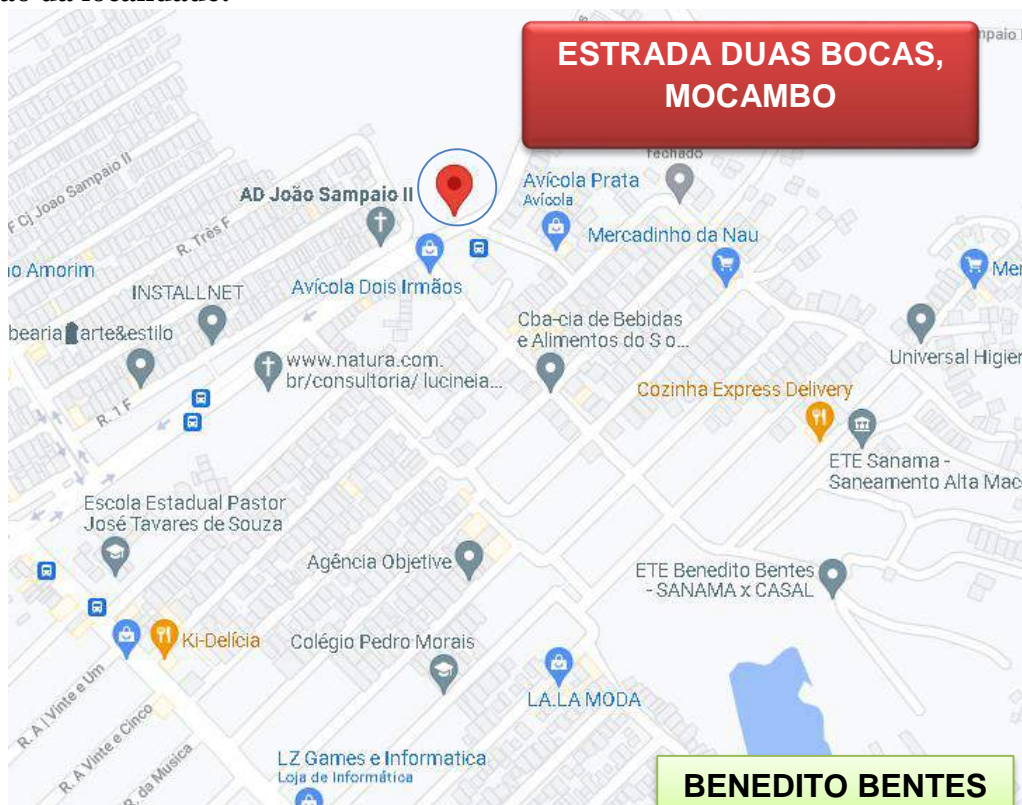 ESTRADA DUAS BOCAS,
MOCAMBO
fechado
AD João Sampaio II
Avícola Prata
Avícola
Mercadinho da Nau
Cj João Sampaio II
R. Três F
Amorim
INSTALLNET
Avícola Dois Irmãos
arte&estilo
www.natura.com.
br/consultoria/ lucineia...
Cba-cia de Bebidas
e Alimentos do S o...
Universal
Cozinha Express Delivery
R. 1 F
ETE Sanama -
Saneamento Alta
Escola Estadual Pastor
José Tavares de Souza
Agência Objetive
ETE Benedito Bentes
- SANAMA x CASAL
Ki-Delícia
Colégio Pedro Morais
LA.LA MODA
R. A I Vinte e Um
R. A Vinte e Cinco
da Musica
LZ Games e Informatica
Loja de Informática
BENEDITO BENTES